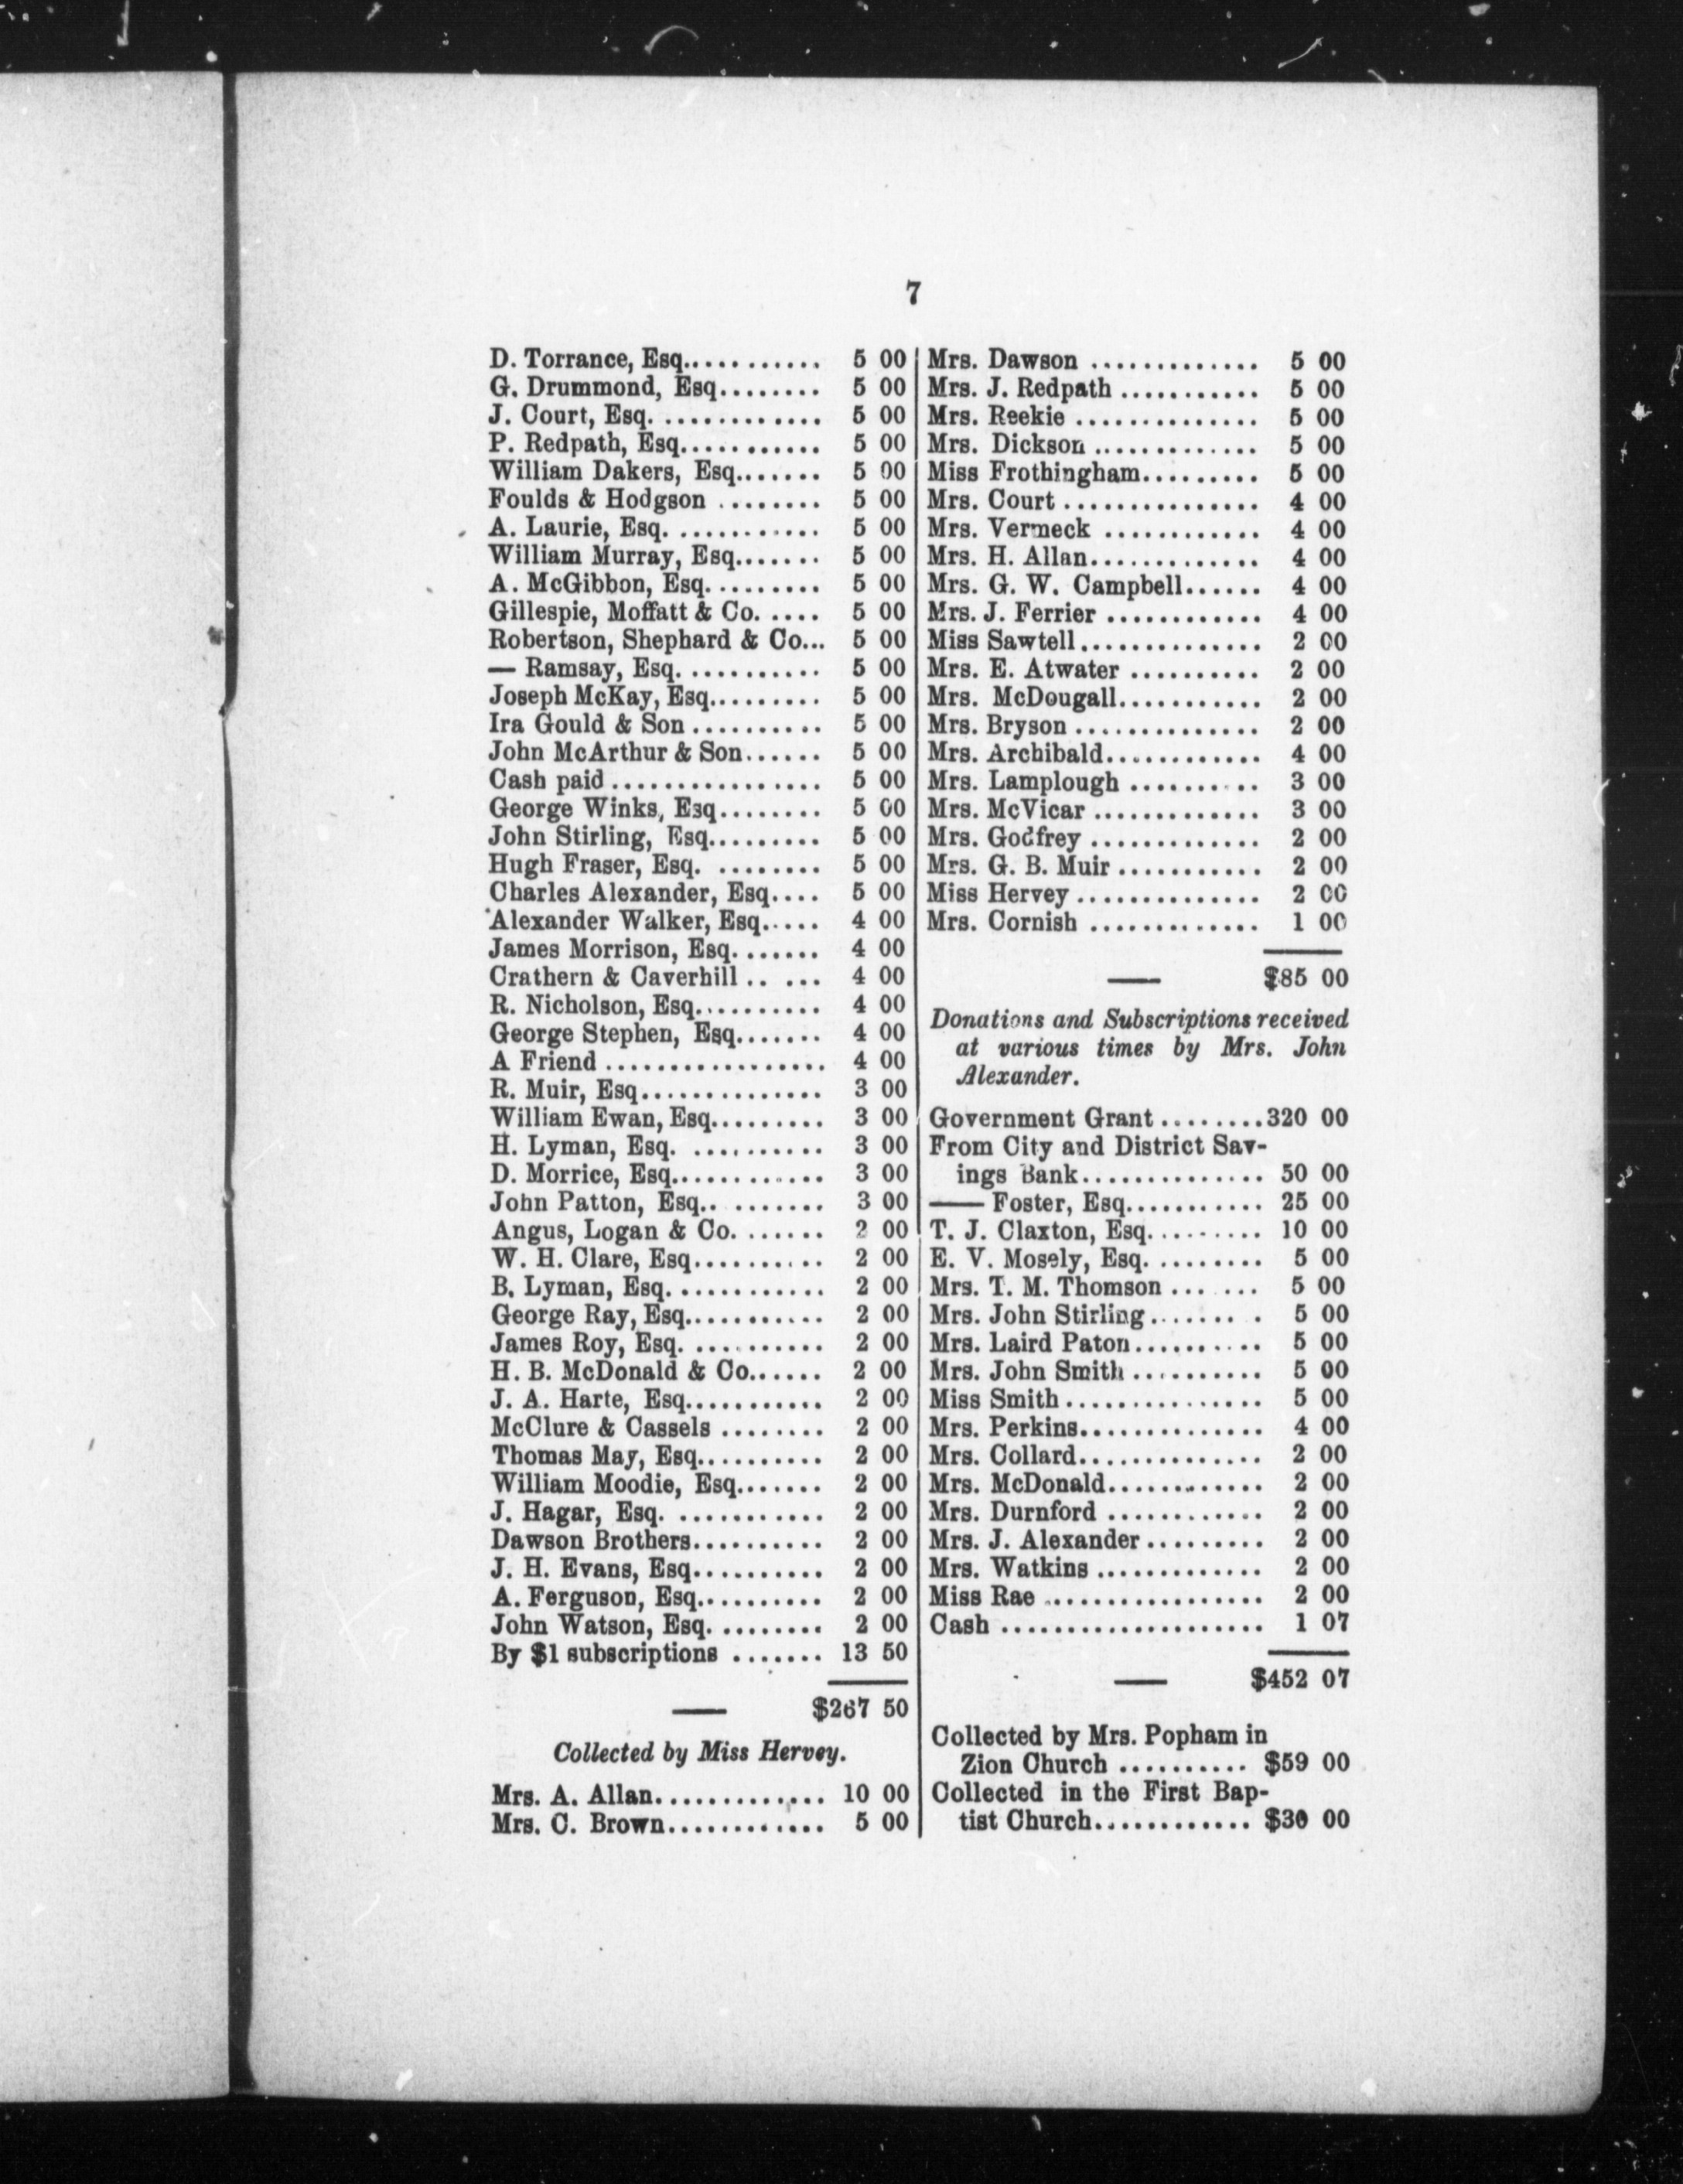 7
D. Torrance, Esq........... 5 00
G. Drummond, Esq........ 5 00
J. Court, Esq. ............ 5 00
P. Redpath, Esq........... 5 00
William Dakers, Esq....... 5 00
Foulds & Hodgson ........ 5 00
A. Laurie, Esq. ........... 5 00
William Murray, Esq....... 5 00
A. McGibbon, Esq. ........ 5 00
Gillespie, Moffatt & Co. .... 5 00
Robertson, Shephard & Co... 5 00
— Ramsay, Esq. .......... 5 00
Joseph McKay, Esq......... 5 00
Ira Gould & Son .......... 5 00
John McArthur & Son...... 5 00
Cash paid ................ 5 00
George Winks, Esq........ 5 00
John Stirling, Esq......... 5 00
Hugh Fraser, Esq. ........ 5 00
Charles Alexander, Esq.... 5 00
Alexander Walker, Esq..... 4 00
James Morrison, Esq. ...... 4 00
Crathern & Caverhill .. ... 4 00
R. Nicholson, Esq.......... 4 00
George Stephen, Esq....... 4 00
A Friend ................. 4 00
R. Muir, Esq.............. 3 00
William Ewan, Esq......... 3 00
H. Lyman, Esq. .......... 3 00
D. Morrice, Esq............ 3 00
John Patton, Esq.. ........ 3 00
Angus, Logan & Co. ...... 2 00
W. H. Clare, Esq.......... 2 00
B. Lyman, Esq. ........... 2 00
George Ray, Esq........... 2 00
James Roy, Esq. .......... 2 00
H. B. McDonald & Co...... 2 00
J. A. Harte, Esq........... 2 00
McClure & Cassels ........ 2 00
Thomas May, Esq.......... 2 00
William Moodie, Esq....... 2 00
J. Hagar, Esq. ........... 2 00
Dawson Brothers.......... 2 00
J. H. Evans, Esq.......... 2 00
A. Ferguson, Esq.......... 2 00
John Watson, Esq. ........ 2 00
By $1 subscriptions ....... 13 50
— $267 50
Collected by Miss Hervey.
Mrs. A. Allan............. 10 00
Mrs. C. Brown............ 5 00
Mrs. Dawson ............. 5 00
Mrs. J. Redpath ........... 5 00
Mrs. Reekie .............. 5 00
Mrs. Dickson ............. 5 00
Miss Frothingham......... 5 00
Mrs. Court ............... 4 00
Mrs. Vermeck ............ 4 00
Mrs. H. Allan............. 4 00
Mrs. G. W. Campbell...... 4 00
Mrs. J. Ferrier ............ 4 00
Miss Sawtell.............. 2 00
Mrs. E. Atwater .......... 2 00
Mrs. McDougall........... 2 00
Mrs. Bryson .............. 2 00
Mrs. Archibald............ 4 00
Mrs. Lamplough .......... 3 00
Mrs. McVicar ............. 3 00
Mrs. Godfrey ............. 2 00
Mrs. G. B. Muir ........... 2 00
Miss Hervey .............. 2 00
Mrs. Cornish ............. 1 00
— $85 00
Donations and Subscriptions received
at various times by Mrs. John
Alexander.
Government Grant ........320 00
From City and District Sav-
ings Bank.............. 50 00
—— Foster, Esq........... 25 00
T. J. Claxton, Esq......... 10 00
E. V. Mosely, Esq. ........ 5 00
Mrs. T. M. Thomson ... ... 5 00
Mrs. John Stirling....... . 5 00
Mrs. Laird Paton.......... 5 00
Mrs. John Smith .......... 5 00
Miss Smith............... 5 00
Mrs. Perkins.............. 4 00
Mrs. Collard.............. 2 00
Mrs. McDonald............ 2 00
Mrs. Durnford ............ 2 00
Mrs. J. Alexander ......... 2 00
Mrs. Watkins ............. 2 00
Miss Rae ................. 2 00
Cash .................... 1 07
— $452 07
Collected by Mrs. Popham in
Zion Church .......... $59 00
Collected in the First Bap-
tist Church............ $30 00